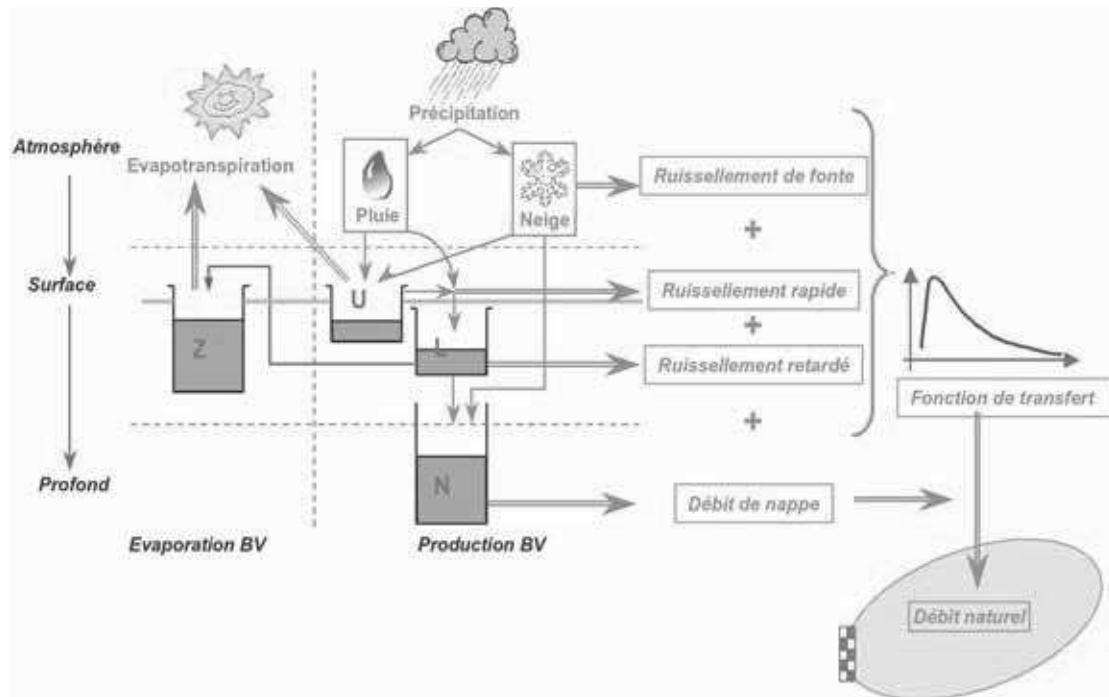 Précipitation
Atmosphère
Evapotranspiration
Pluie
Neige
Ruissellement de fonte
+
Surface
U
Ruissellement rapide
+
Z
L
Ruissellement retardé
Fonction de transfert
+
Profond
N
Débit de nappe
Evaporation BV
Production BV
Débit naturel